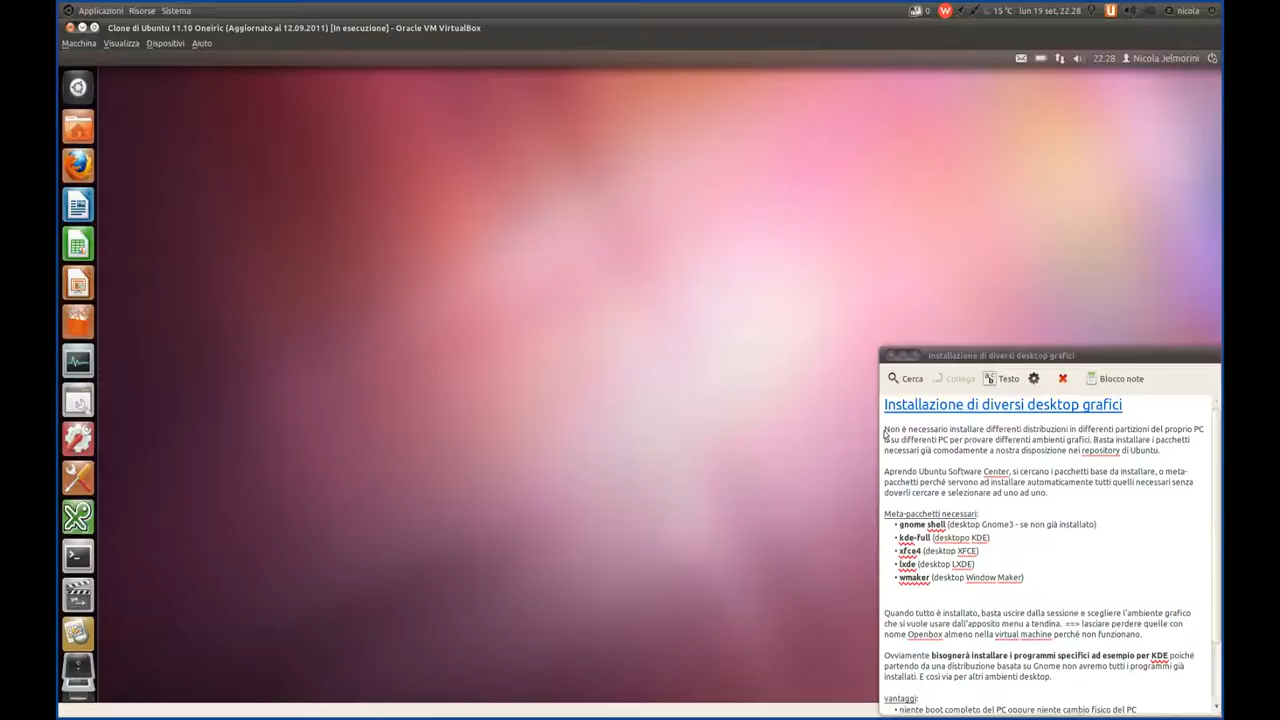 Applicazioni Risorse Sistema
0 15 °C lun 19 set, 22.28 nicola
Clone di Ubuntu 11.10 Oneiric (Aggiornato al 12.09.2011) [In esecuzione] - Oracle VM VirtualBox
Macchina Visualizza Dispositivi Aiuto
22.28 Nicola Jelmorini
Installazione di diversi desktop grafici
Cerca Collega Testo Blocco note
Installazione di diversi desktop grafici
Non è necessario installare differenti distribuzioni in differenti partizioni del proprio PC
su differenti PC per provare differenti ambienti grafici. Basta installare i pacchetti
necessari già comodamente a nostra disposizione nei repository di Ubuntu.
Aprendo Ubuntu Software Center, si cercano i pacchetti base da installare, o meta-
pacchetti perché servono ad installare automaticamente tutti quelli necessari senza
doverli cercare e selezionare ad uno ad uno.
Meta-pacchetti necessari:
• gnome shell (desktop Gnome3 - se non già installato)
• kde-full (desktopo KDE)
• xfce4 (desktop XFCE)
• lxde (desktop LXDE)
• wmaker (desktop Window Maker)
Quando tutto è installato, basta uscire dalla sessione e scegliere l'ambiente grafico
che si vuole usare dall'apposito menu a tendina. ==> lasciare perdere quelle con
nome Openbox almeno nella virtual machine perché non funzionano.
Ovviamente bisognerà installare i programmi specifici ad esempio per KDE poiché
partendo da una distribuzione basata su Gnome non avremo tutti i programmi già
installati. E così via per altri ambienti desktop.
vantaggi:
• niente boot completo del PC oppure niente cambio fisico del PC